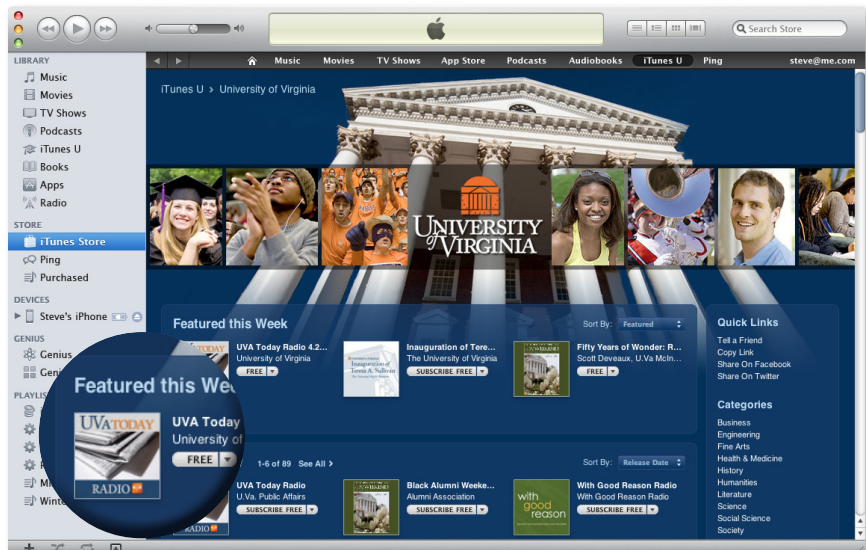 Search Store
LIBRARY
Music
Movies
TV Shows
Podcasts
iTunes U
Books
Apps
Radio
STORE
iTunes Store
Ping
Purchased
DEVICES
Steve's iPhone
GENIUS
Genius
Music Movies TV Shows App Store Podcasts Audiobooks iTunes U Ping steve@me.com
iTunes U > University of Virginia
UNIVERSITY
of VIRGINIA
Featured this Week
Sort By: Featured
UVA Today Radio 4.2...
University of Virginia
FREE
Inauguration of
Teresa A. Sullivan
Inauguration of Tere...
The University of Virginia
SUBSCRIBE FREE
Fifty Years of Wonder: R...
Scott Deveaux, U.Va McIn...
FREE
Featured this We
UVATODAY
RADIO
UVA Today
University of
FREE
1-6 of 89 See All >
Sort By: Release Date
UVA Today Radio
U.Va. Public Affairs
SUBSCRIBE FREE
RADIO
Black Alumni Weeke...
Alumni Association
SUBSCRIBE FREE
with
good
reason
With Good Reason Radio
With Good Reason Radio
SUBSCRIBE FREE
Quick Links
Tell a Friend
Copy Link
Share On Facebook
Share On Twitter
Categories
Business
Engineering
Fine Arts
Health & Medicine
History
Humanities
Literature
Science
Social Science
Society